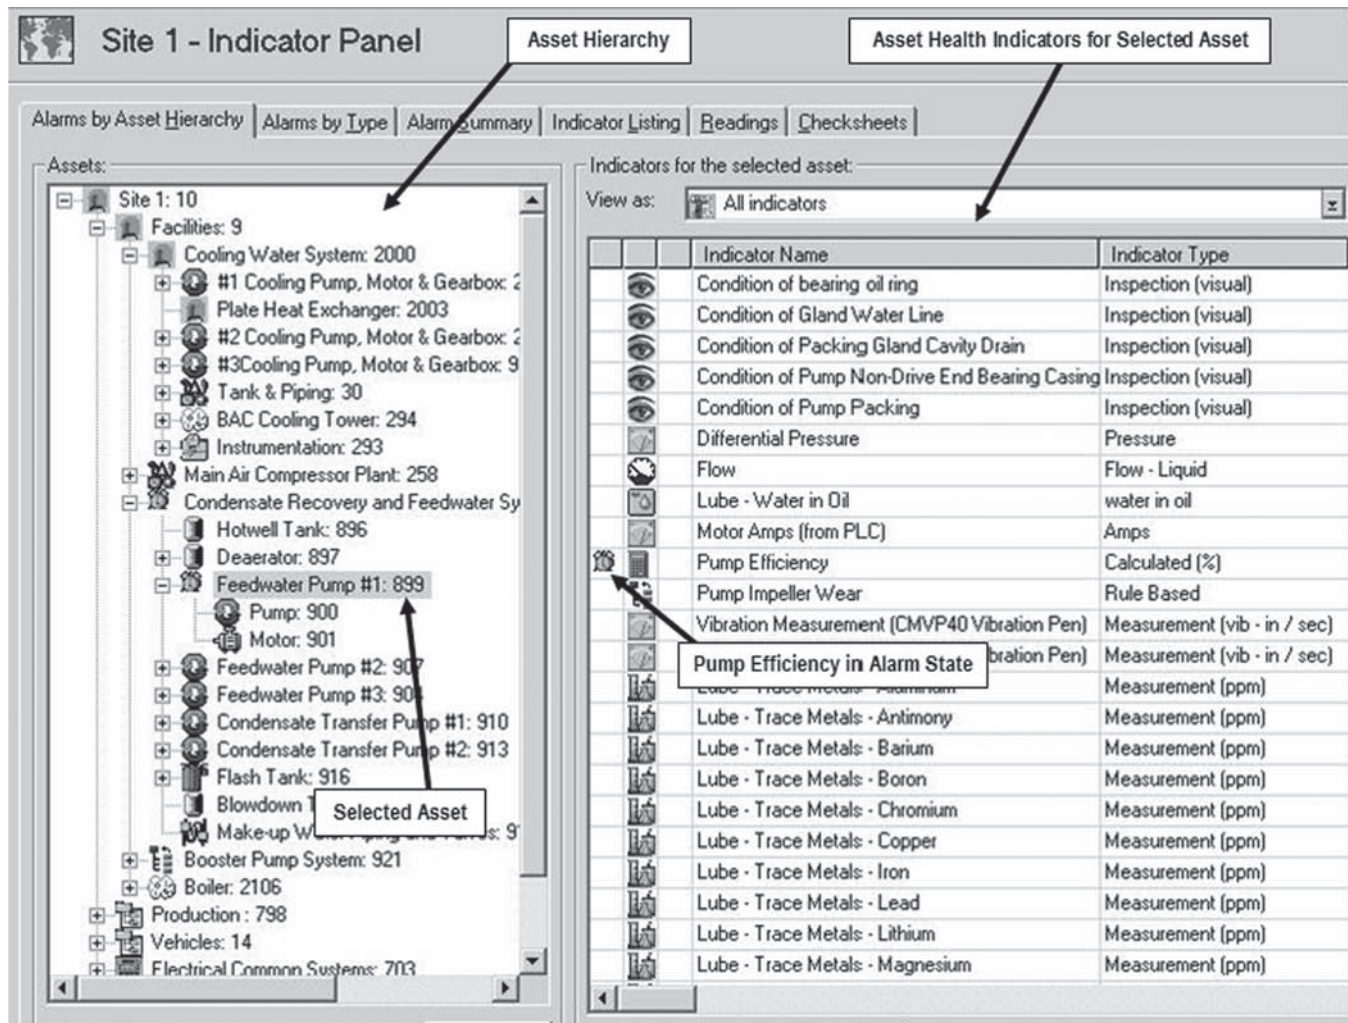 Site 1 - Indicator Panel
Asset Hierarchy
Asset Health Indicators for Selected Asset
Alarms by Asset Hierarchy
Alarms by Type
Alarm Summary
Indicator Listing
Readings
Checksheets
Assets:
Site 1: 10
Facilities: 9
Cooling Water System: 2000
#1 Cooling Pump, Motor & Gearbox: 2
Plate Heat Exchanger: 2003
#2 Cooling Pump, Motor & Gearbox: 2
#3Cooling Pump, Motor & Gearbox: 9
Tank & Piping: 30
BAC Cooling Tower: 294
Instrumentation: 293
Main Air Compressor Plant: 258
Condensate Recovery and Feedwater Sy
Hotwell Tank: 896
Deaerator: 897
Feedwater Pump #1: 899
Pump: 900
Motor: 901
Feedwater Pump #2: 907
Feedwater Pump #3: 904
Condensate Transfer Pump #1: 910
Condensate Transfer Pump #2: 913
Flash Tank: 916
Blowdown T
Selected Asset
Make-up
Booster Pump System: 921
Boiler: 2106
Production : 798
Vehicles: 14
Electrical Common Systems: 703
Indicators for the selected asset:
View as: All indicators
Indicator Name Indicator Type
Condition of bearing oil ring Inspection (visual)
Condition of Gland Water Line Inspection (visual)
Condition of Packing Gland Cavity Drain Inspection (visual)
Condition of Pump Non-Drive End Bearing Casing Inspection (visual)
Condition of Pump Packing Inspection (visual)
Differential Pressure Pressure
Flow Flow - Liquid
Lube - Water in Oil water in oil
Motor Amps (from PLC) Amps
Pump Efficiency Calculated (%)
Pump Impeller Wear Rule Based
Vibration Measurement (CMVP40 Vibration Pen) Measurement (vib - in / sec)
bration Pen) Measurement (vib - in / sec)
Pump Efficiency in Alarm State
Lube - Trace Metals - Aluminum Measurement (ppm)
Lube - Trace Metals - Antimony Measurement (ppm)
Lube - Trace Metals - Barium Measurement (ppm)
Lube - Trace Metals - Boron Measurement (ppm)
Lube - Trace Metals - Chromium Measurement (ppm)
Lube - Trace Metals - Copper Measurement (ppm)
Lube - Trace Metals - Iron Measurement (ppm)
Lube - Trace Metals - Lead Measurement (ppm)
Lube - Trace Metals - Lithium Measurement (ppm)
Lube - Trace Metals - Magnesium Measurement (ppm)